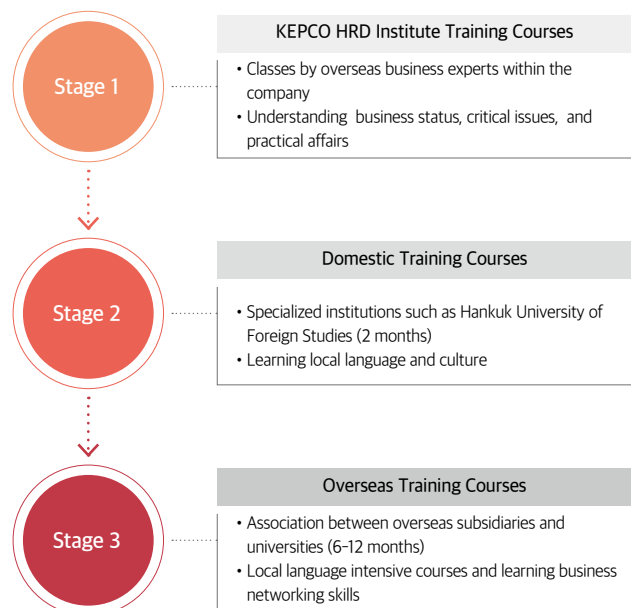 Stage 1
KEPCO HRD Institute Training Courses
• Classes by overseas business experts within the
company
• Understanding business status, critical issues, and
practical affairs
Stage 2
Domestic Training Courses
• Specialized institutions such as Hankuk University of
Foreign Studies (2 months)
• Learning local language and culture
Stage 3
Overseas Training Courses
• Association between overseas subsidiaries and
universities (6-12 months)
• Local language intensive courses and learning business
networking skills